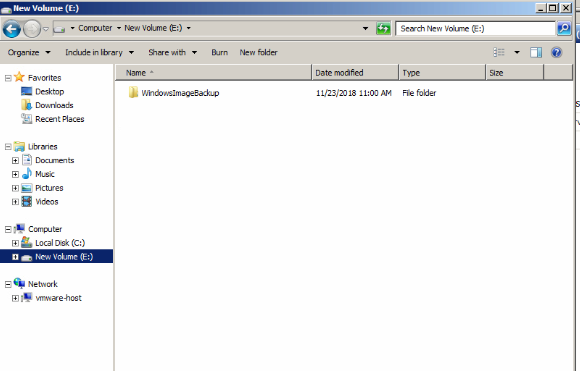 New Volume (E:)
Computer New Volume (E:)
Search New Volume (E:)
Organize Include in library Share with Burn New folder
Name Date modified Type Size
WindowsImageBackup 11/23/2018 11:00 AM File folder
Favorites
Desktop
Downloads
Recent Places
Libraries
Documents
Music
Pictures
Videos
Computer
Local Disk (C:)
New Volume (E:)
Network
vmware-host